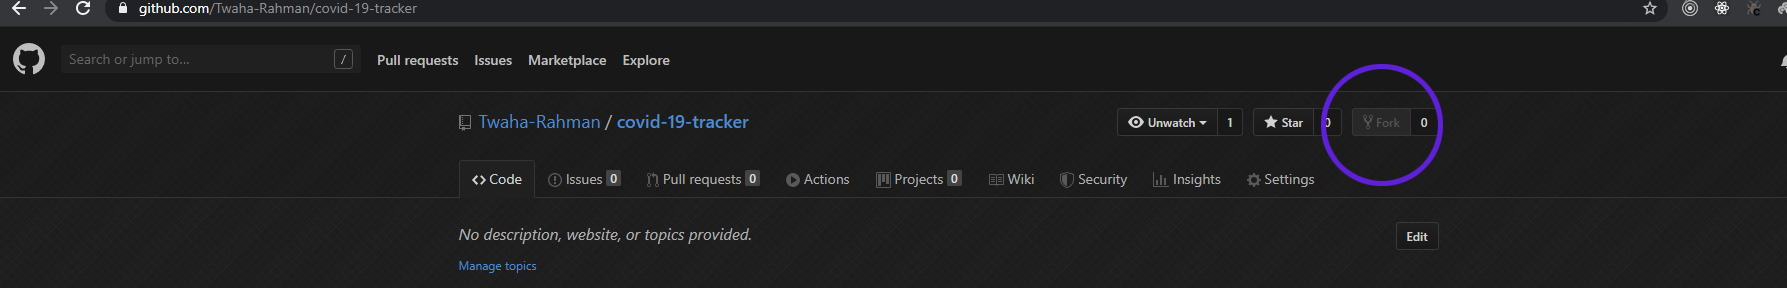 github.com/Twaha-Rahman/covid-19-tracker
Search or jump to... / Pull requests Issues Marketplace Explore
Twaha-Rahman / covid-19-tracker Unwatch 1 Star 0 Fork 0
Code Issues 0 Pull requests 0 Actions Projects 0 Wiki Security Insights Settings
No description, website, or topics provided. Edit
Manage topics